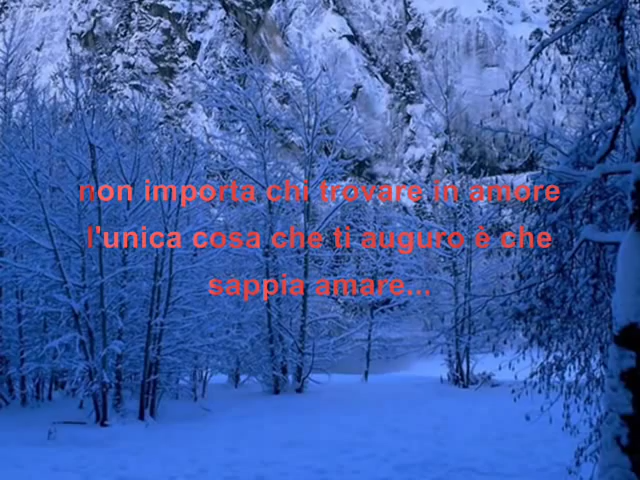 non importa chi trovare in amore
l'unica cosa che ti auguro è che
sappia amare...